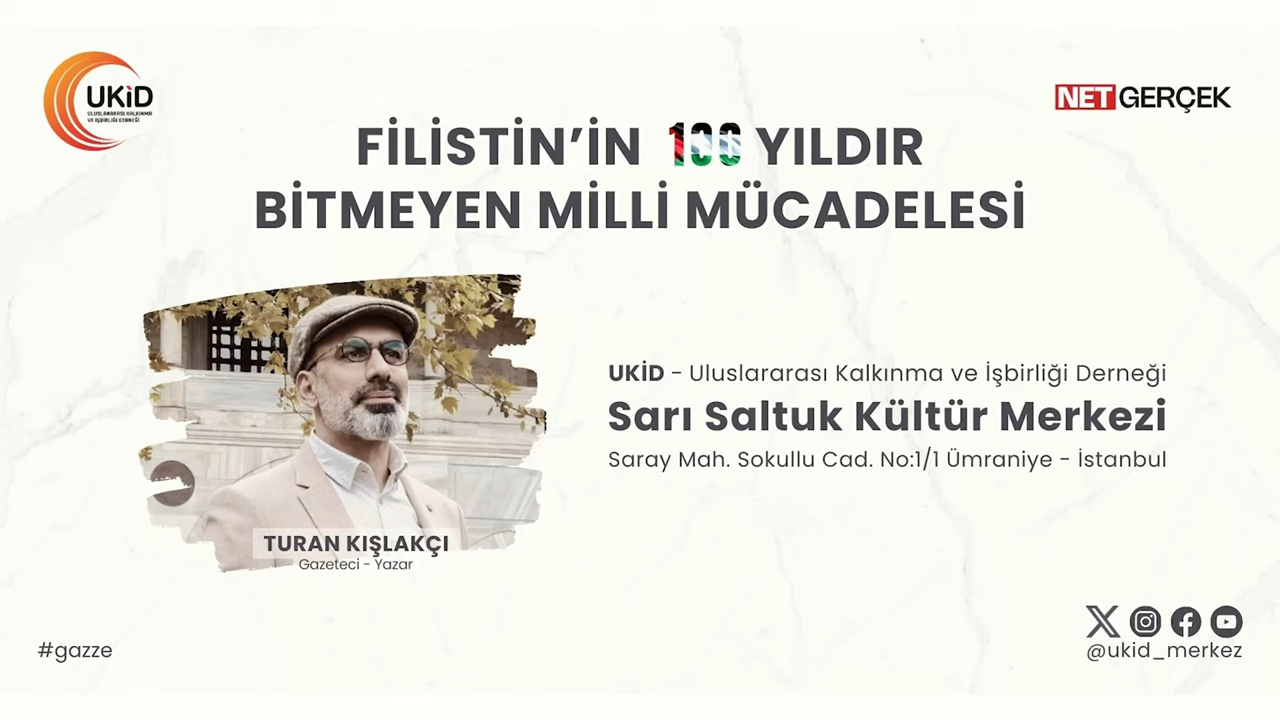 UKİD
ULUSLARARASI KALKINMA
VE İŞBİRLİĞİ DERNEĞİ
NET GERÇEK
FİLİSTİN’İN 100 YILDIR
BİTMEYEN MİLLİ MÜCADELESİ
UKİD - Uluslararası Kalkınma ve İşbirliği Derneği
Sarı Saltuk Kültür Merkezi
Saray Mah. Sokullu Cad. No:1/1 Ümraniye - İstanbul
TURAN KIŞLAKÇI
Gazeteci - Yazar
#gazze
@ukid_merkez